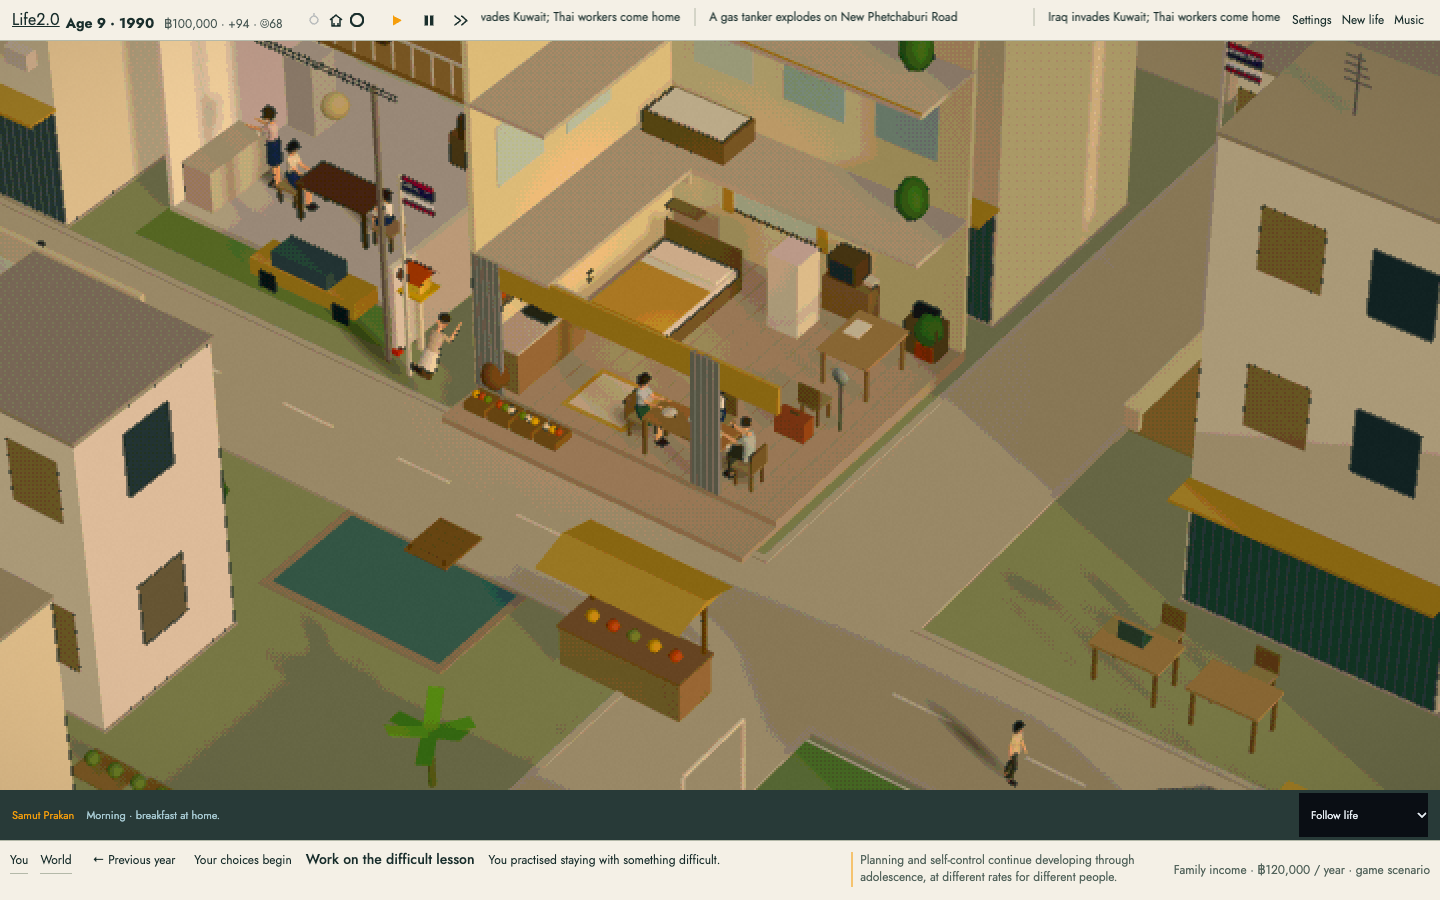 Life2.0 Age 9 · 1990 ฿100,000 · +94 · ☺68
vades Kuwait; Thai workers come home
A gas tanker explodes on New Phetchaburi Road
Iraq invades Kuwait; Thai workers come home
Settings New life Music
Samut Prakan Morning · breakfast at home.
Follow life
You World ← Previous year Your choices begin Work on the difficult lesson You practised staying with something difficult.
Planning and self-control continue developing through
adolescence, at different rates for different people.
Family income · ฿120,000 / year · game scenario